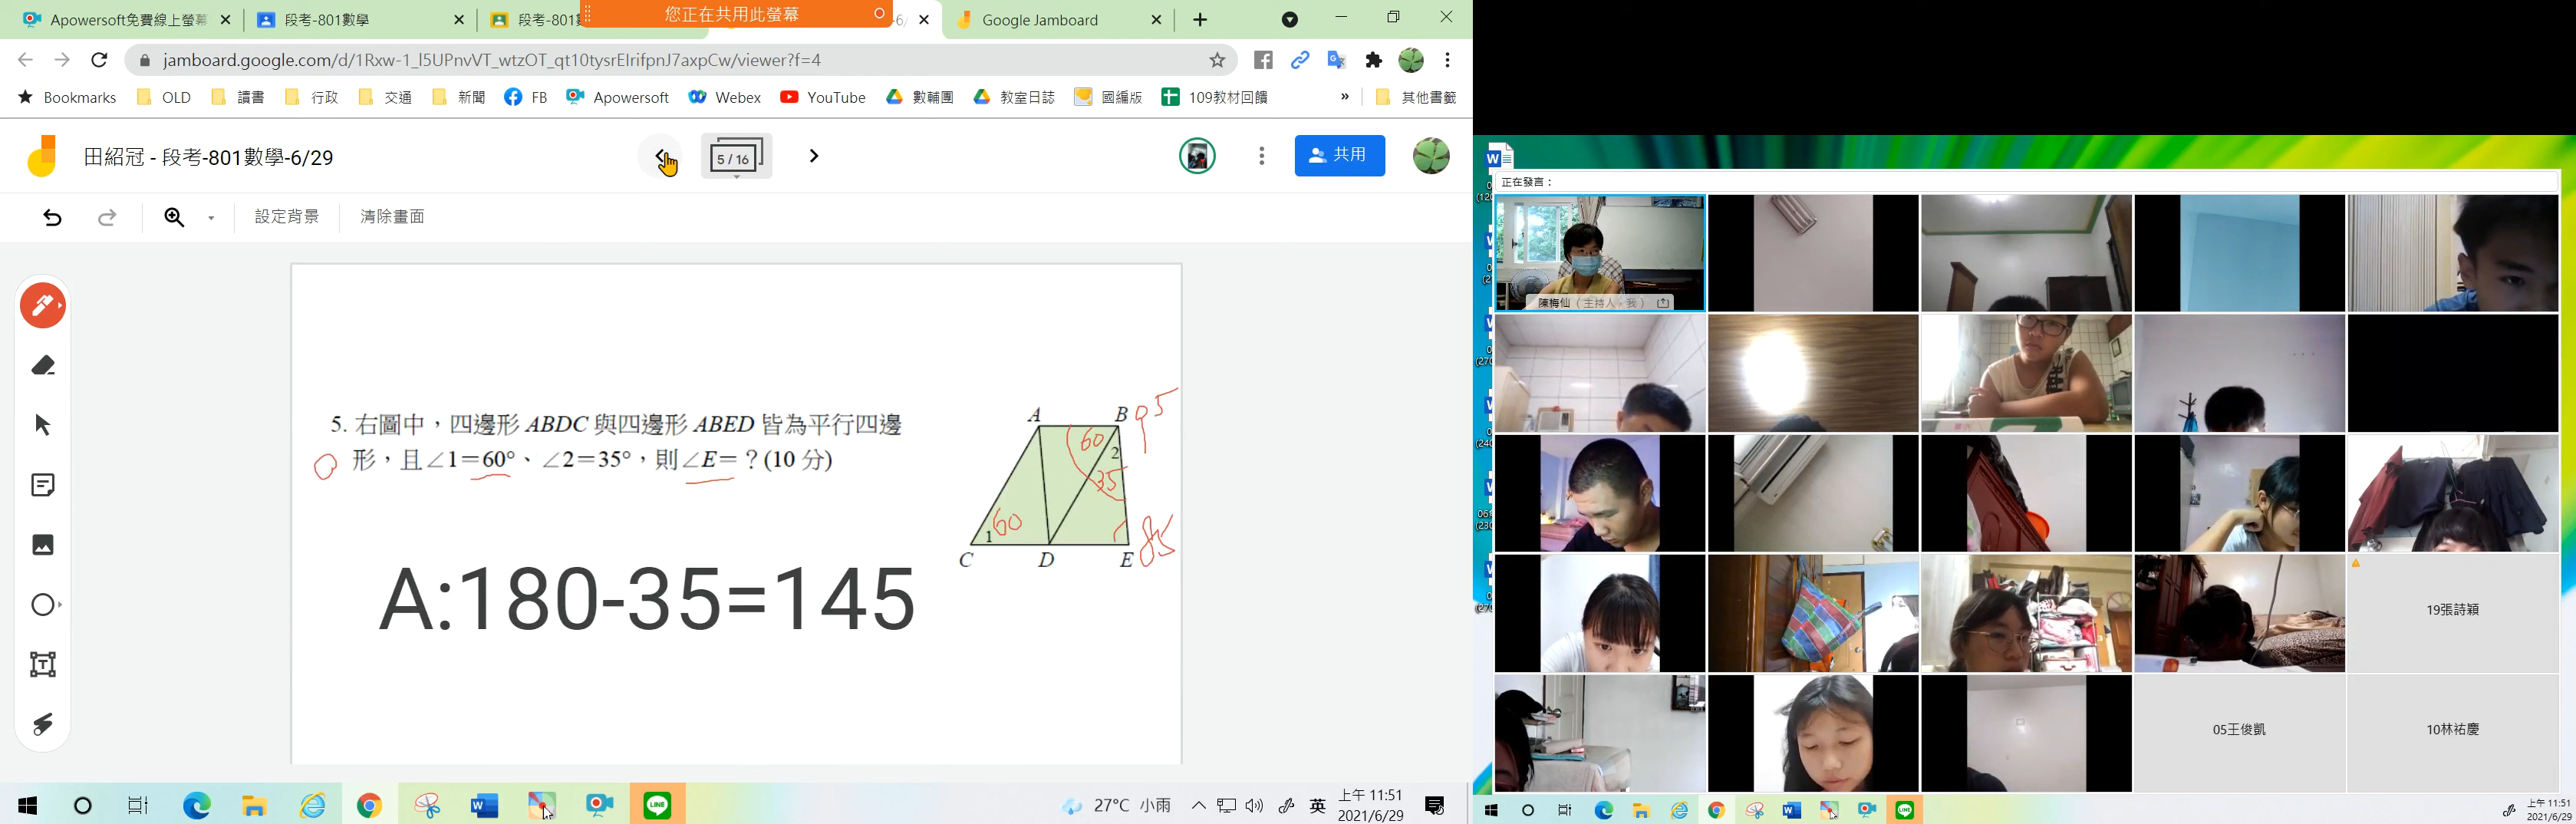 Apowersoft免費線上螢幕
段考-801數學
段考-801
您正在共用此螢幕
Google Jamboard
jamboard.google.com/d/1Rxw-1_l5UPnvVT_wtzOT_qt10tysrEIrifpnJ7axpCw/viewer?f=4
Bookmarks
OLD
讀書
行政
交通
新聞
FB
Apowersoft
Webex
YouTube
數輔團
教室日誌
國編版
109教材回饋
»
其他書籤
田紹冠 - 段考-801數學-6/29
5 / 16
共用
設定背景
清除畫面
5. 右圖中，四邊形 ABDC 與四邊形 ABED 皆為平行四邊
形，且∠1＝60°、∠2＝35°，則∠E＝？(10 分)
A
B
95
60
2
35
60
1
85
C
D
E
A:180-35=145
27°C 小雨
英
上午 11:51
2021/6/29
正在發言：
陳梅仙（主持人，我）
19張詩穎
05王俊凱
10林祐慶
上午 11:51
2021/6/29